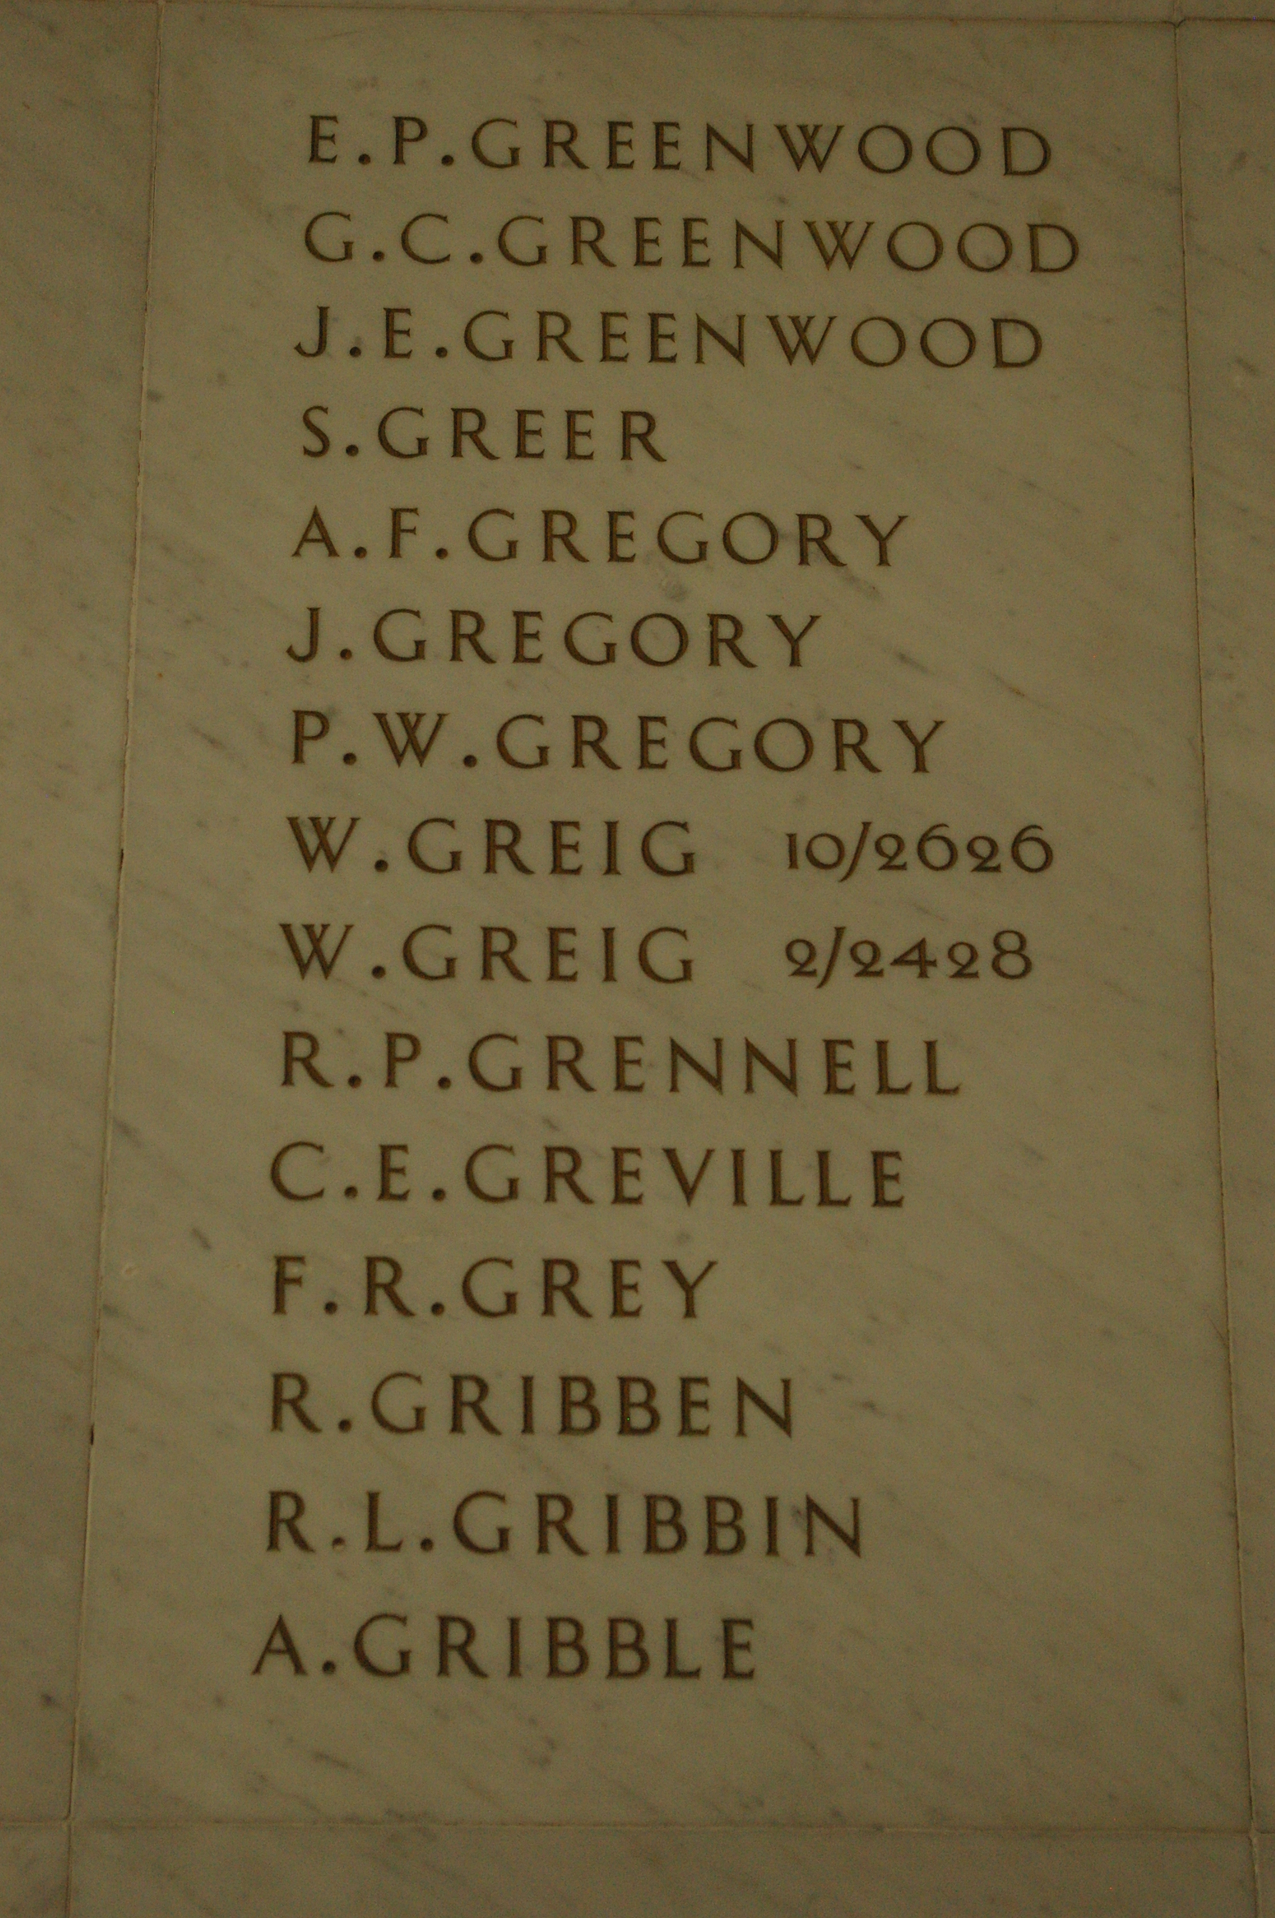 E.P.GREENWOOD
G.C.GREENWOOD
J.E.GREENWOOD
S.GREER
A.F.GREGORY
J.GREGORY
P.W.GREGORY
W.GREIG 10/2626
W.GREIG 2/2428
R.P.GRENNELL
C.E.GREVILLE
F.R.GREY
R.GRIBBEN
R.L.GRIBBIN
A.GRIBBLE